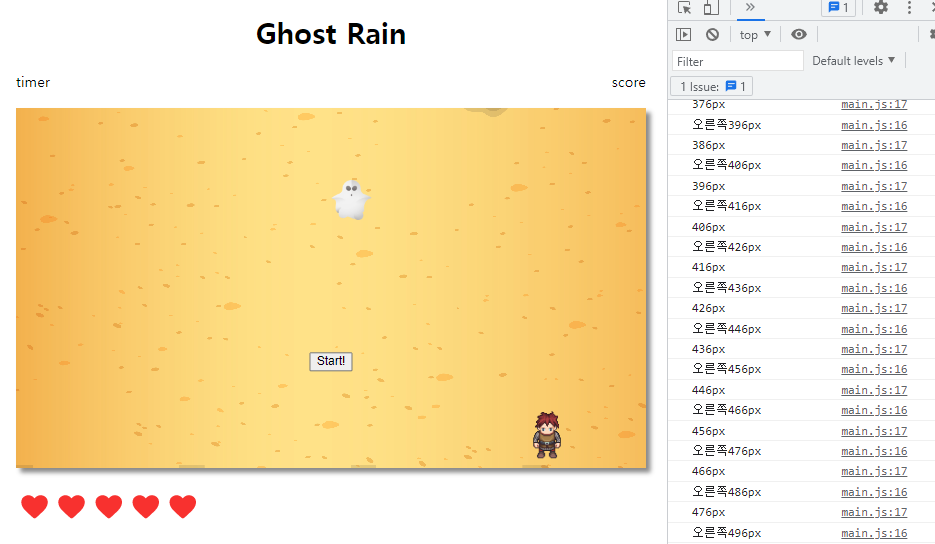 Ghost Rain
timer
score
Start!
1
top
Filter
Default levels
1 Issue: 1
376px main.js:17
오른쪽396px main.js:16
386px main.js:17
오른쪽406px main.js:16
396px main.js:17
오른쪽416px main.js:16
406px main.js:17
오른쪽426px main.js:16
416px main.js:17
오른쪽436px main.js:16
426px main.js:17
오른쪽446px main.js:16
436px main.js:17
오른쪽456px main.js:16
446px main.js:17
오른쪽466px main.js:16
456px main.js:17
오른쪽476px main.js:16
466px main.js:17
오른쪽486px main.js:16
476px main.js:17
오른쪽496px main.js:16